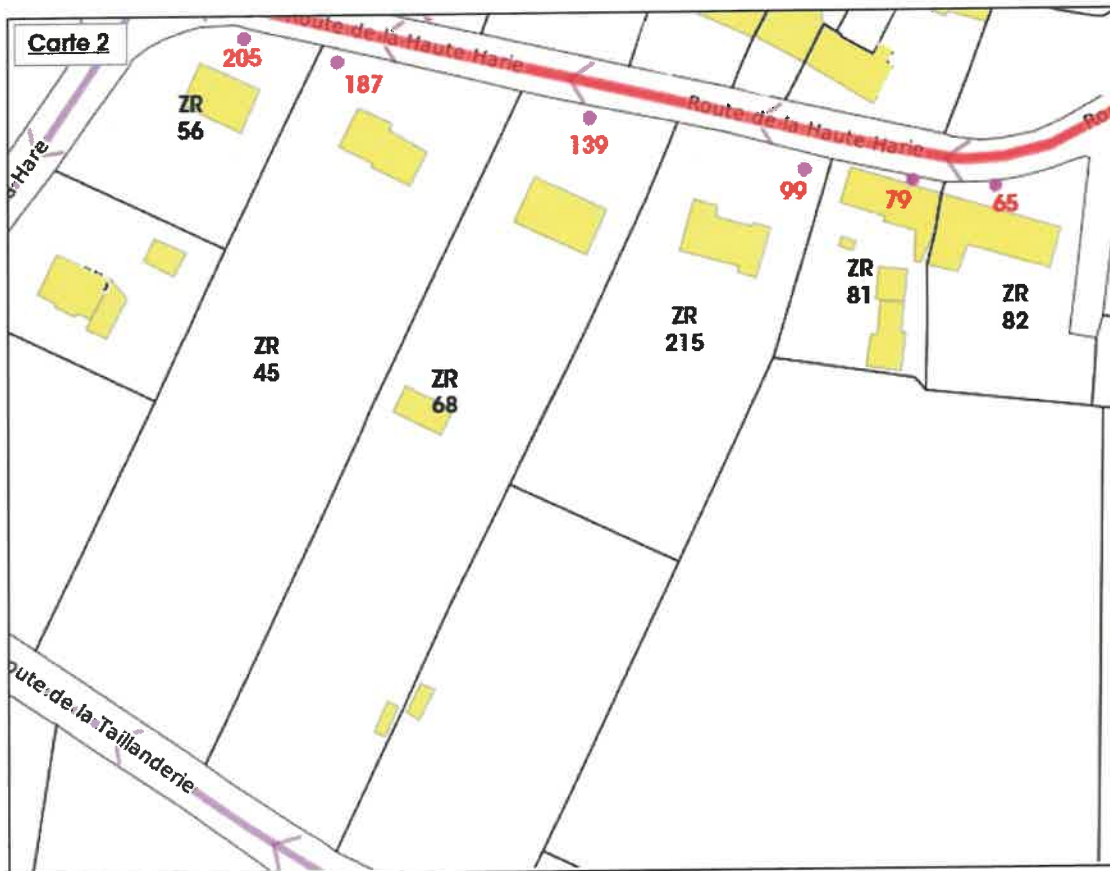 Carte 2
Route de la Haute Harie
205
187
ZR
56
139
Route de la Haute Harie
99
79
65
ZR
81
ZR
82
ZR
215
ZR
45
ZR
68
Route de la Taillanderie